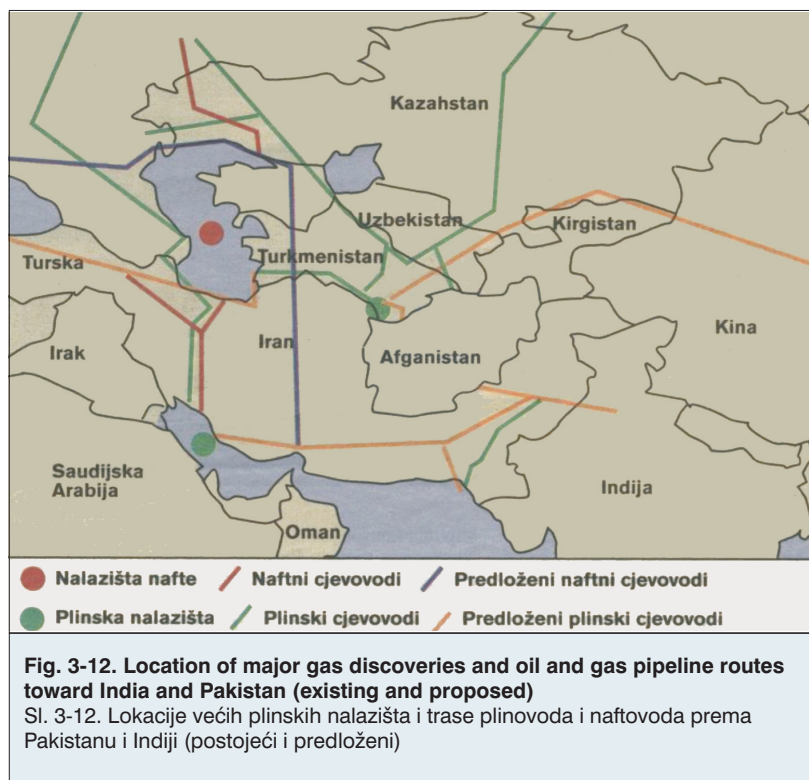 Kazahstan
Uzbekistan
Kirgistan
Turska
Turkmenistan
Kina
Irak
Iran
Afganistan
Saudijska
Arabija
Indija
Oman
Nalazišta nafte
Naftni cjevovodi
Predloženi naftni cjevovodi
Plinska nalazišta
Plinski cjevovodi
Predloženi plinski cjevovodi
Fig. 3-12. Location of major gas discoveries and oil and gas pipeline routes
toward India and Pakistan (existing and proposed)
Sl. 3-12. Lokacije većih plinskih nalazišta i trase plinovoda i naftovoda prema
Pakistanu i Indiji (postojeći i predloženi)